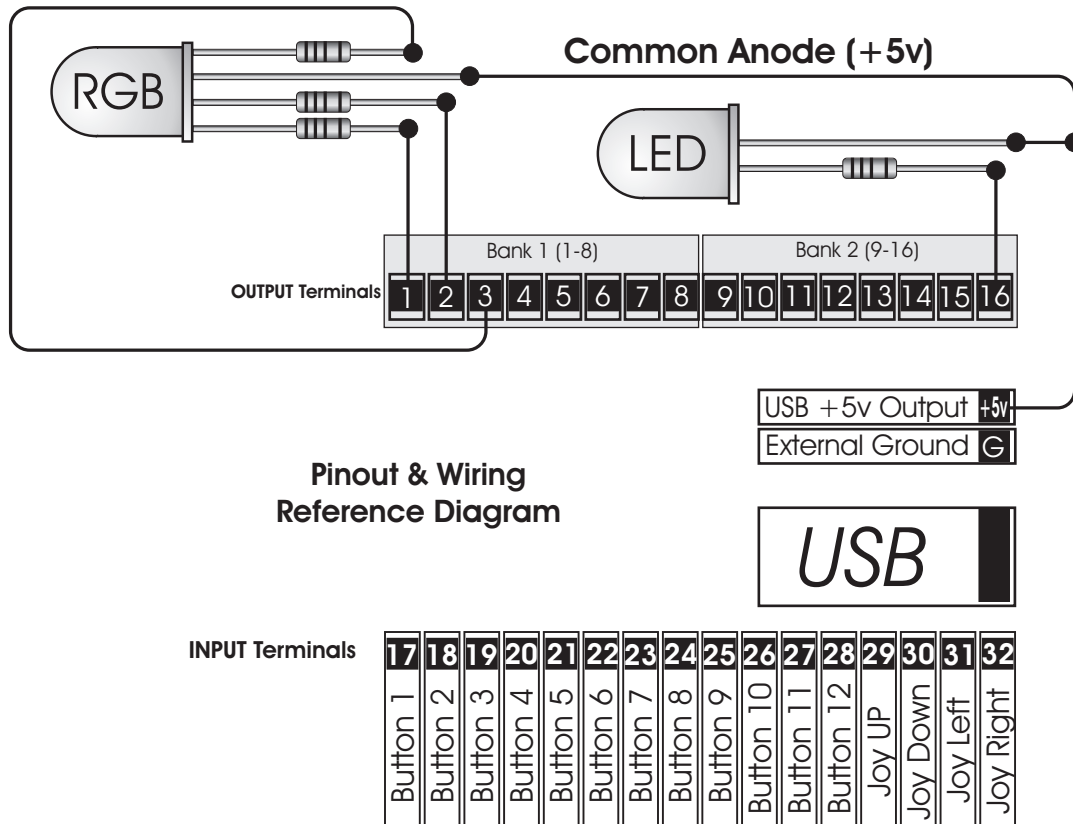 Common Anode (+5v)
RGB
LED
Bank 1 (1-8)
Bank 2 (9-16)
OUTPUT Terminals
1 2 3 4 5 6 7 8 9 10 11 12 13 14 15 16
USB +5v Output +5v
External Ground G
Pinout & Wiring
Reference Diagram
USB
INPUT Terminals
17 18 19 20 21 22 23 24 25 26 27 28 29 30 31 32
Button 1
Button 2
Button 3
Button 4
Button 5
Button 6
Button 7
Button 8
Button 9
Button 10
Button 11
Button 12
Joy UP
Joy Down
Joy Left
Joy Right